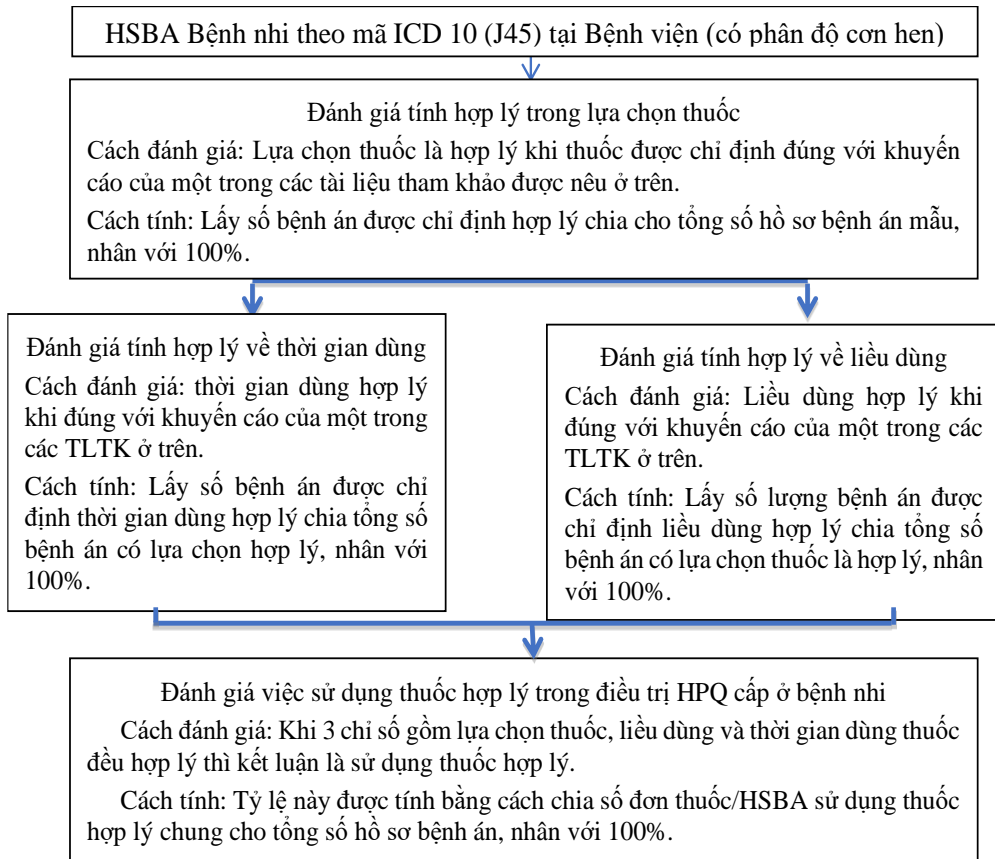 HSBA Bệnh nhi theo mã ICD 10 (J45) tại Bệnh viện (có phân độ cơn hen)
Đánh giá tính hợp lý trong lựa chọn thuốc
Cách đánh giá: Lựa chọn thuốc là hợp lý khi thuốc được chỉ định đúng với khuyến
cáo của một trong các tài liệu tham khảo được nêu ở trên.
Cách tính: Lấy số bệnh án được chỉ định hợp lý chia cho tổng số hồ sơ bệnh án mẫu,
nhân với 100%.
Đánh giá tính hợp lý về thời gian dùng
Cách đánh giá: thời gian dùng hợp lý
khi đúng với khuyến cáo của một trong
các TLTK ở trên.
Cách tính: Lấy số bệnh án được chỉ
định thời gian dùng hợp lý chia tổng số
bệnh án có lựa chọn hợp lý, nhân với
100%.
Đánh giá tính hợp lý về liều dùng
Cách đánh giá: Liều dùng hợp lý khi
đúng với khuyến cáo của một trong các
TLTK ở trên.
Cách tính: Lấy số lượng bệnh án được
chỉ định liều dùng hợp lý chia tổng số
bệnh án có lựa chọn thuốc là hợp lý, nhân
với 100%.
Đánh giá việc sử dụng thuốc hợp lý trong điều trị HPQ cấp ở bệnh nhi
Cách đánh giá: Khi 3 chỉ số gồm lựa chọn thuốc, liều dùng và thời gian dùng thuốc
đều hợp lý thì kết luận là sử dụng thuốc hợp lý.
Cách tính: Tỷ lệ này được tính bằng cách chia số đơn thuốc/HSBA sử dụng thuốc
hợp lý chung cho tổng số hồ sơ bệnh án, nhân với 100%.